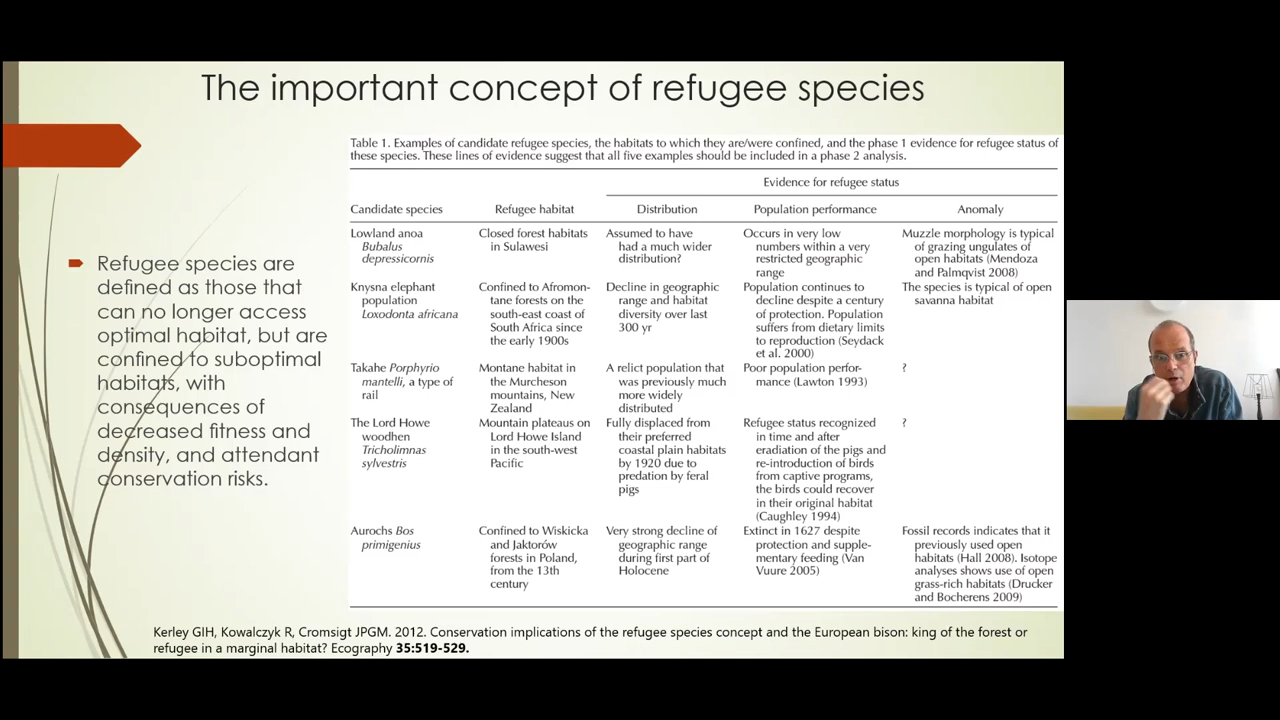 The important concept of refugee species
Refugee species are
defined as those that
can no longer access
optimal habitat, but are
confined to suboptimal
habitats, with
consequences of
decreased fitness and
density, and attendant
conservation risks.
Table 1. Examples of candidate refugee species, the habitats to which they are/were confined, and the phase 1 evidence for refugee status of
these species. These lines of evidence suggest that all five examples should be included in a phase 2 analysis.
Evidence for refugee status
Candidate species Refugee habitat Distribution Population performance Anomaly
Lowland anoa Closed forest habitats Assumed to have Occurs in very low Muzzle morphology is typical
Bubalus in Sulawesi had a much wider numbers within a very of grazing ungulates of
depressicornis distribution? restricted geographic open habitats (Mendoza
range and Palmqvist 2008)
Knysna elephant Confined to Afromon- Decline in geographic Population continues to The species is typical of open
population tane forests on the range and habitat decline despite a century savanna habitat
Loxodonta africana south-east coast of diversity over last of protection. Population
South Africa since 300 yr suffers from dietary limits
the early 1900s to reproduction (Seydack
et al. 2000)
Takahe Porphyrio Montane habitat in A relict population that Poor population perfor- ?
mantelli, a type of the Murcheson was previously much mance (Lawton 1993)
rail mountains, New more widely
Zealand distributed
The Lord Howe Mountain plateaus on Fully displaced from Refugee status recognized ?
woodhen Lord Howe Island their preferred in time and after
Tricholimnas in the south-west coastal plain habitats eradiation of the pigs and
sylvestris Pacific by 1920 due to re-introduction of birds
predation by feral from captive programs,
pigs the birds could recover
in their original habitat
(Caughley 1994)
Aurochs Bos Confined to Wiskicka Very strong decline of Extinct in 1627 despite Fossil records indicates that it
primigenius and Jaktorów geographic range protection and supple- previously used open
forests in Poland, during first part of mentary feeding (Van habitats (Hall 2008). Isotope
from the 13th Holocene Vuure 2005) analyses shows use of open
century grass-rich habitats (Drucker
and Bocherens 2009)
Kerley GIH, Kowalczyk R, Cromsigt JPGM. 2012. Conservation implications of the refugee species concept and the European bison: king of the forest or
refugee in a marginal habitat? Ecography 35:519-529.